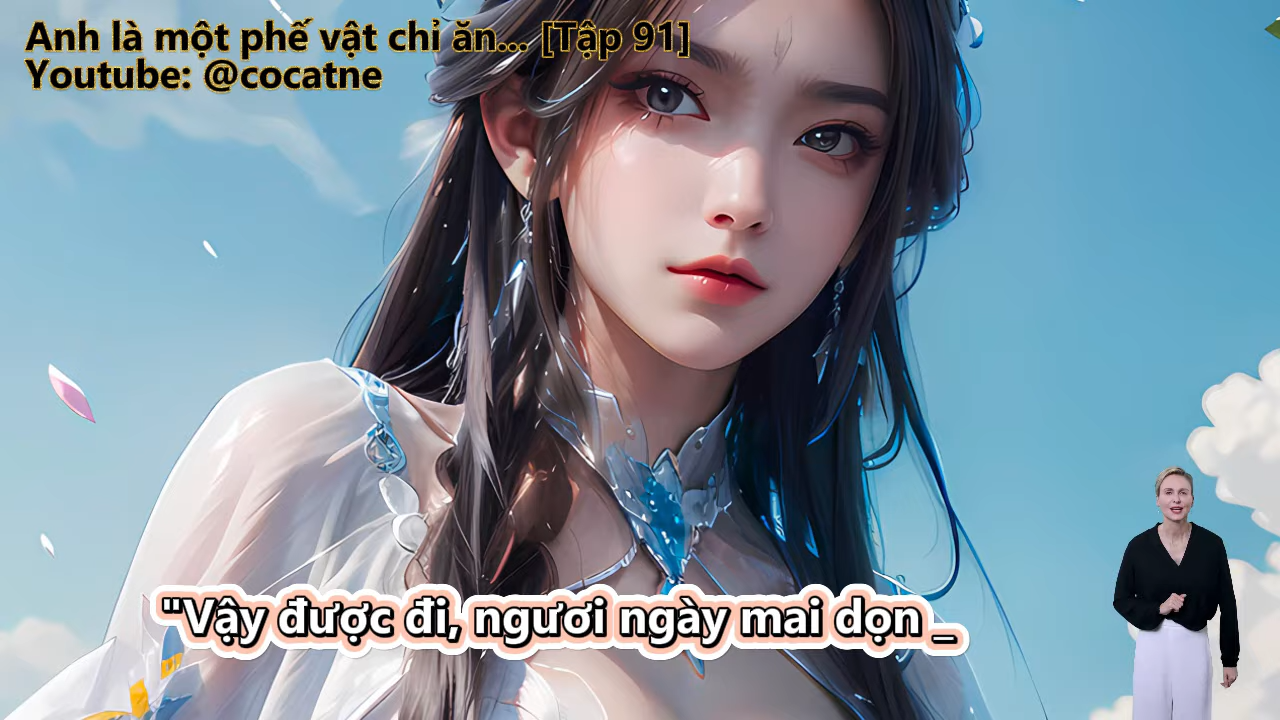 Anh là một phế vật chỉ ăn... [Tập 91]
Youtube: @cocatne
"Vậy được đi, ngươi ngày mai dọn _